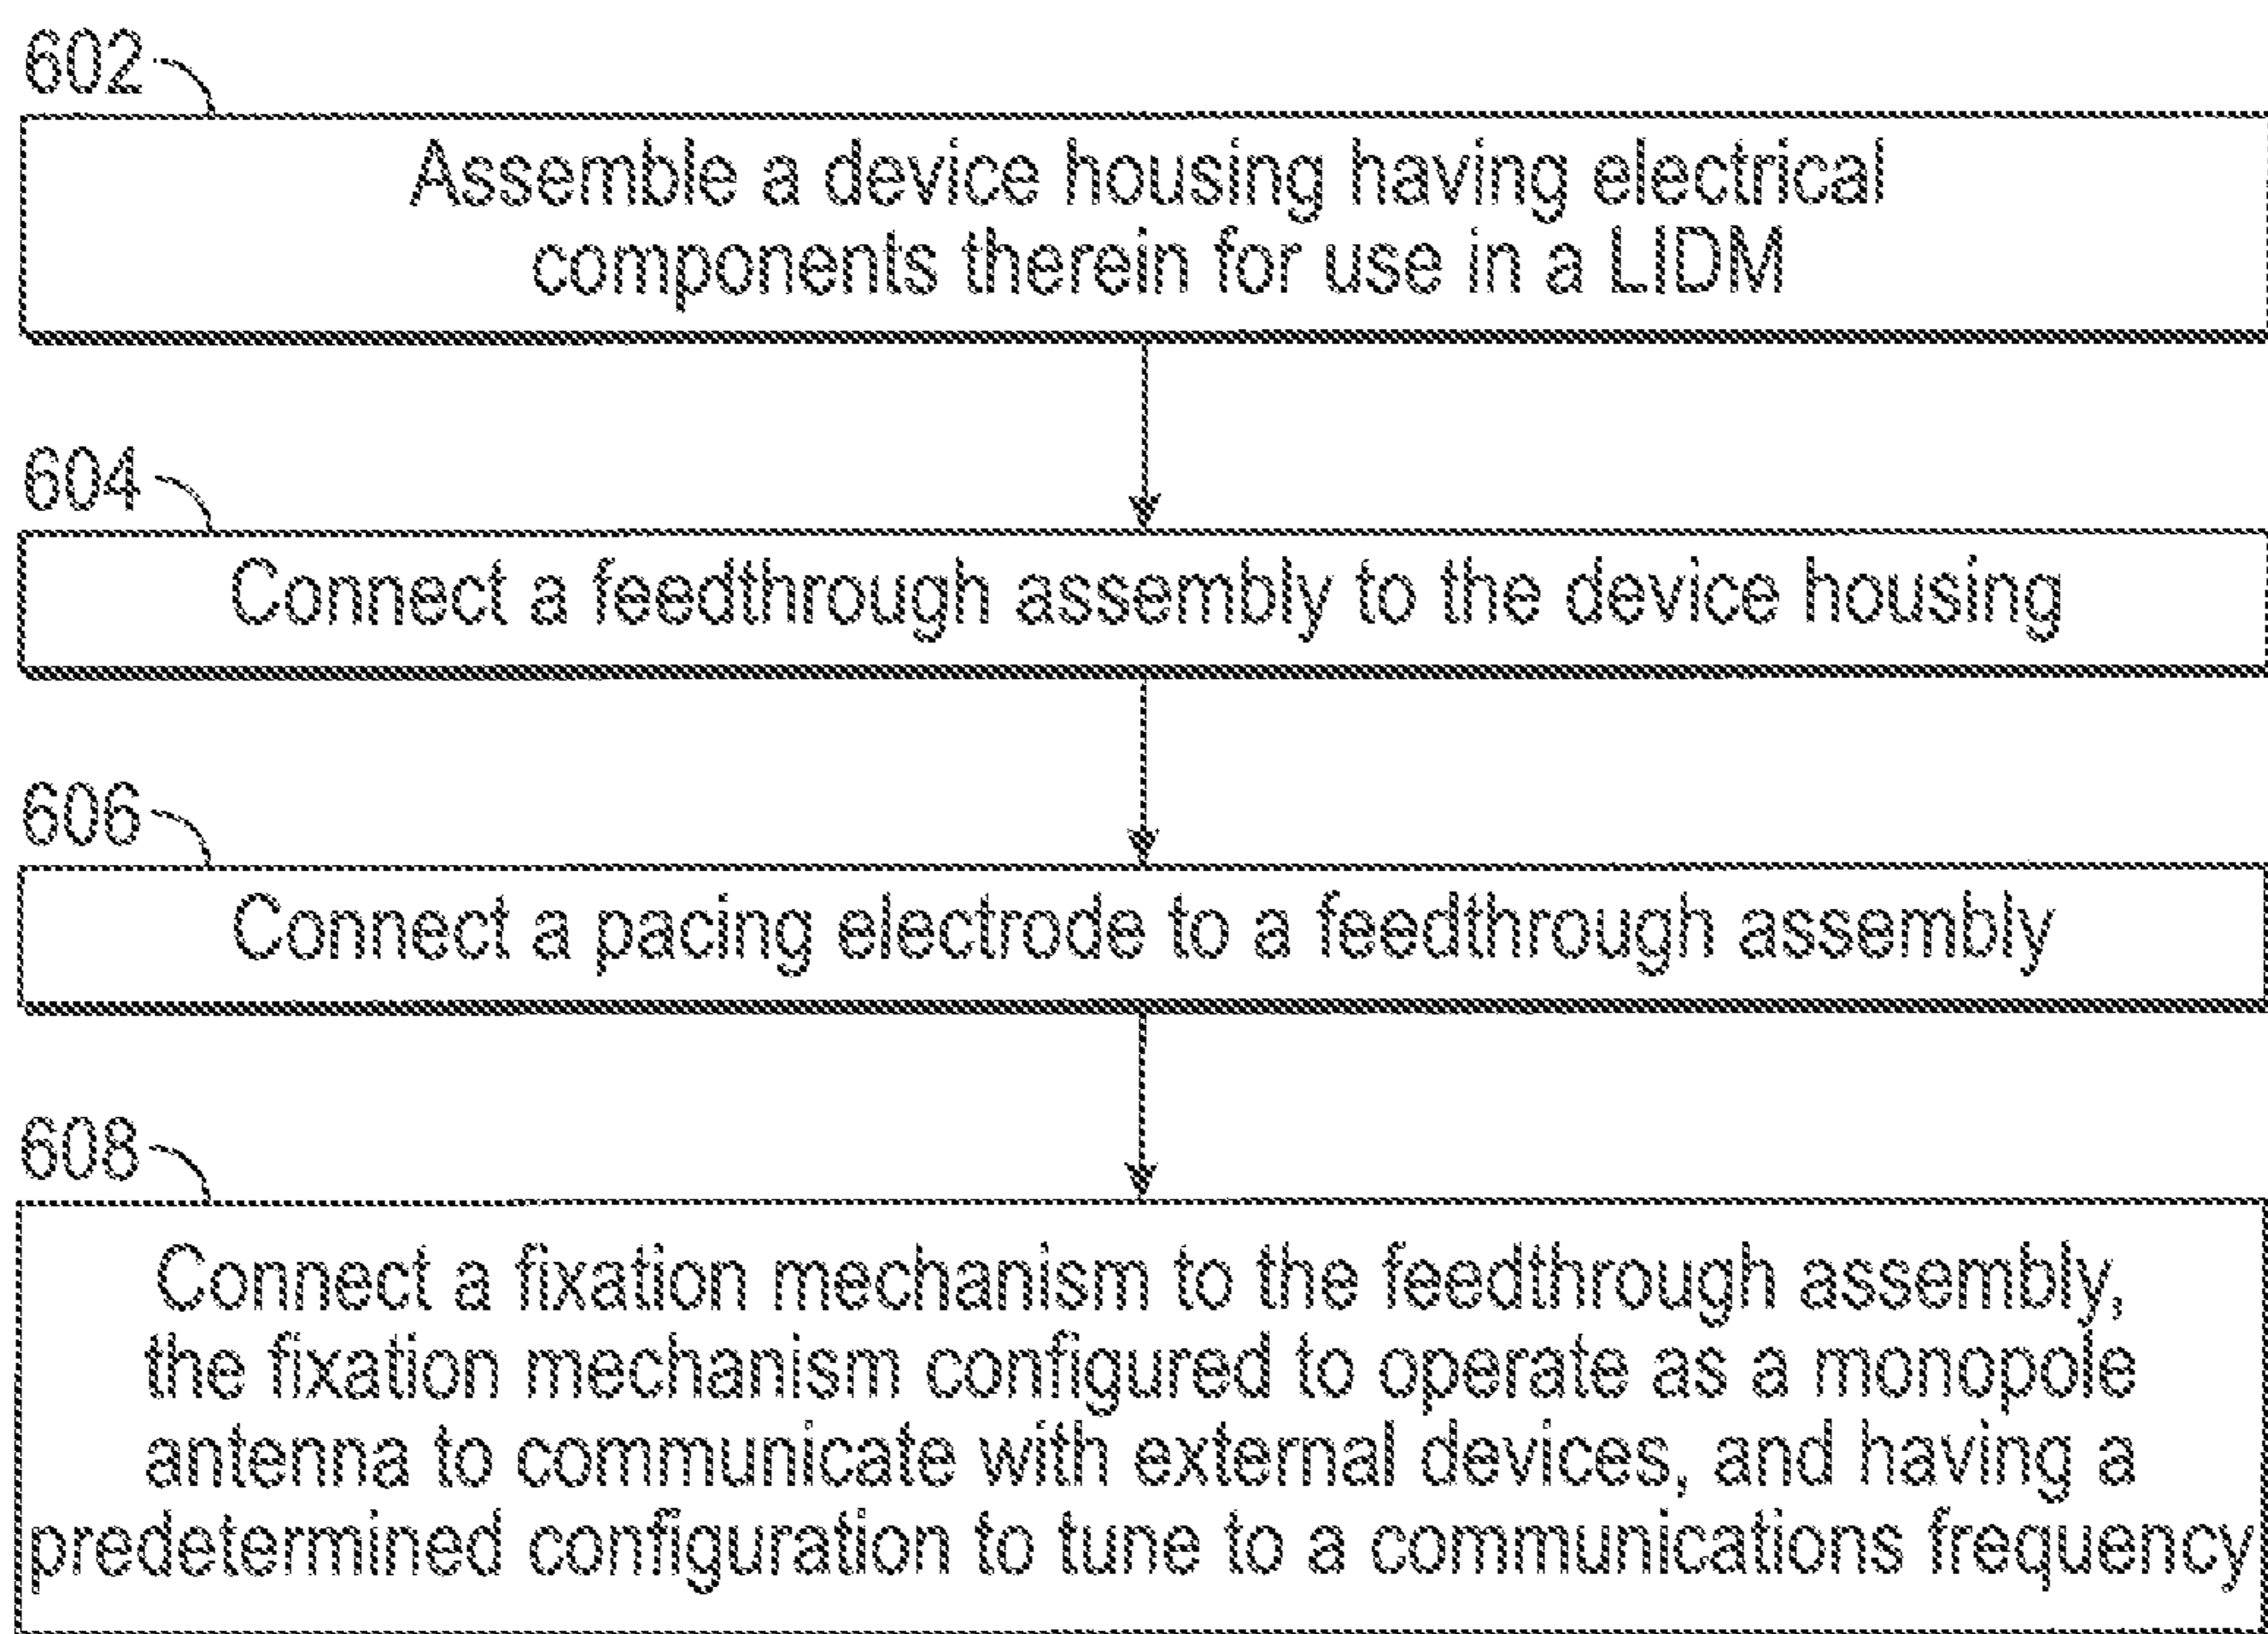 602
Assemble a device housing having electrical
components therein for use in a LIDM
604
Connect a feedthrough assembly to the device housing
606
Connect a pacing electrode to a feedthrough assembly
608
Connect a fixation mechanism to the feedthrough assembly,
the fixation mechanism configured to operate as a monopole
antenna to communicate with external devices, and having a
predetermined configuration to tune to a communications frequency